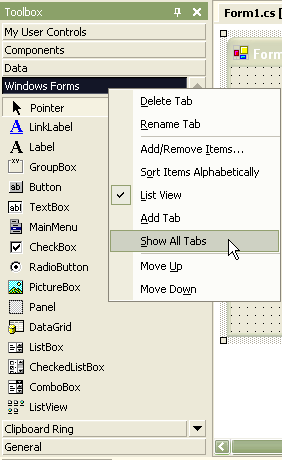 Toolbox
My User Controls
Components
Data
Windows Forms
Pointer
LinkLabel
Label
GroupBox
Button
TextBox
MainMenu
CheckBox
RadioButton
PictureBox
Panel
DataGrid
ListBox
CheckedListBox
ComboBox
ListView
Clipboard Ring
General
Delete Tab
Rename Tab
Add/Remove Items...
Sort Items Alphabetically
List View
Add Tab
Show All Tabs
Move Up
Move Down
Form1.cs [
Form